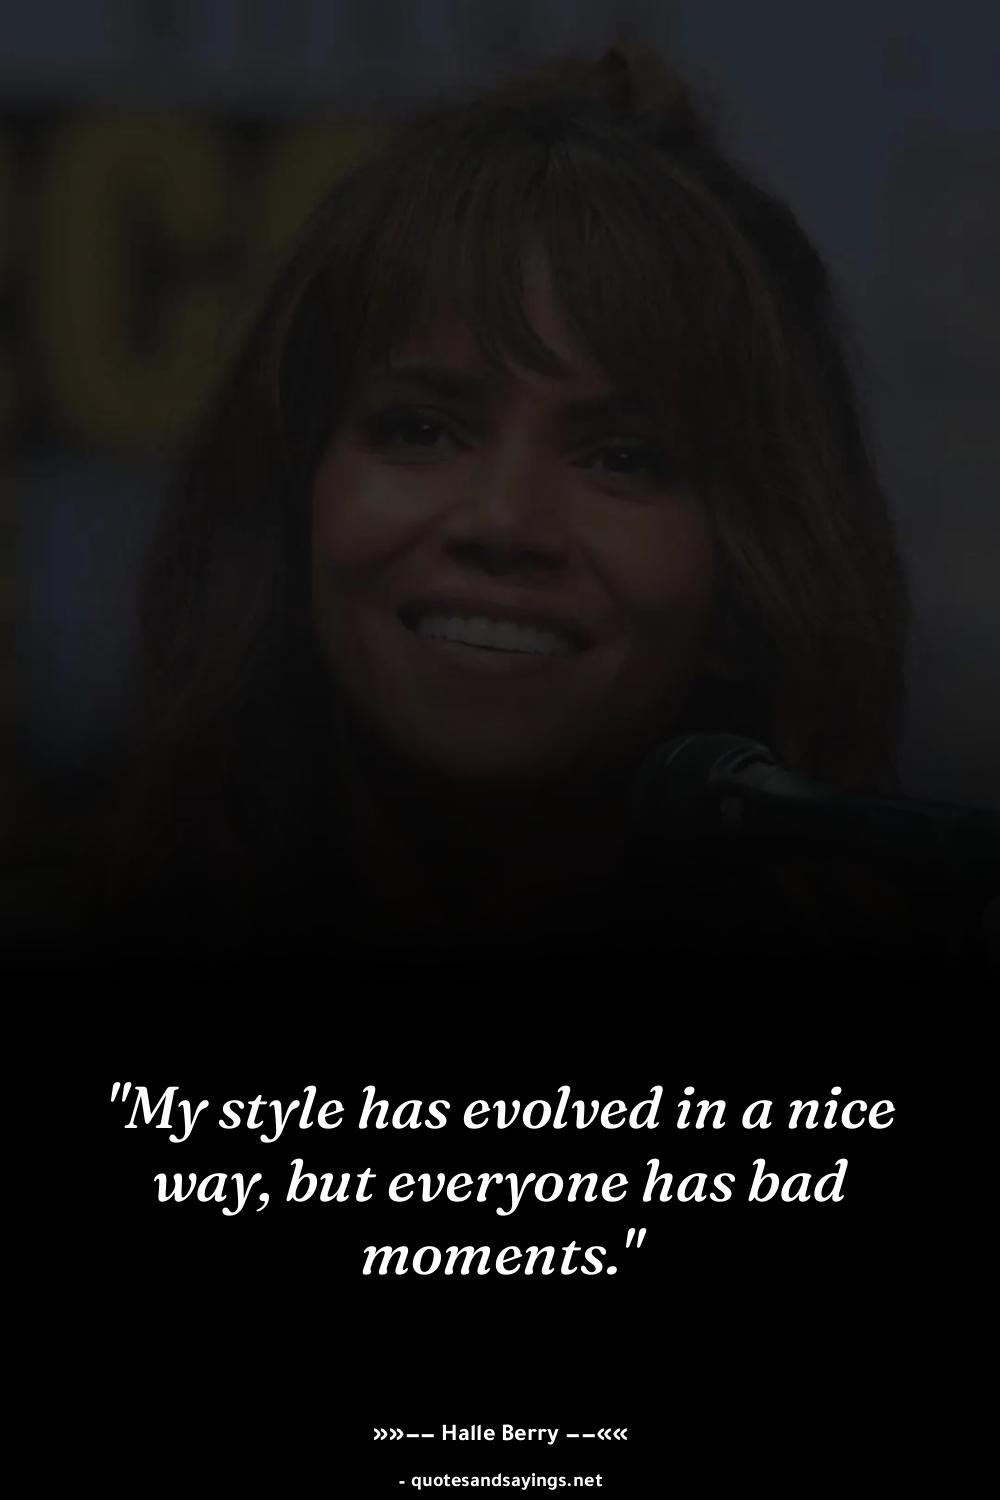 "My style has evolved in a nice
way, but everyone has bad
moments."
»»−− Halle Berry −−««
- quotesandsayings.net